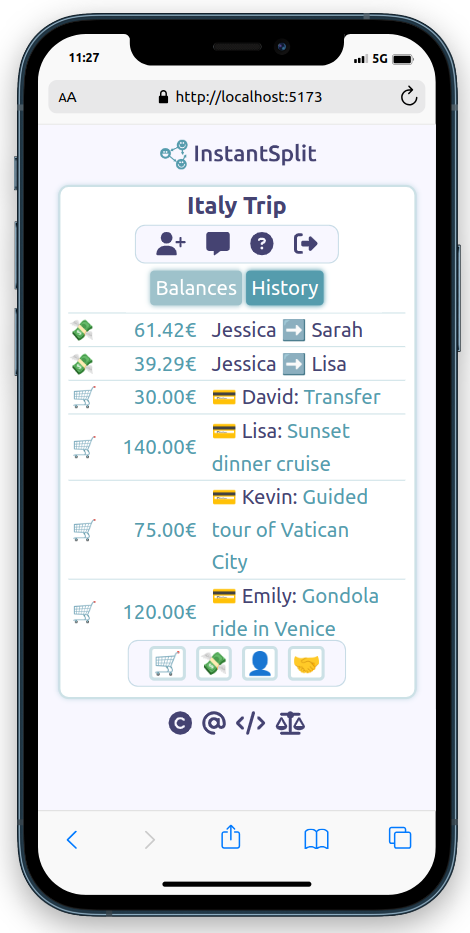 11:27 5G
AA http://localhost:5173
InstantSplit
Italy Trip
Balances History
61.42€ Jessica ➡️ Sarah
39.29€ Jessica ➡️ Lisa
30.00€ David: Transfer
140.00€ Lisa: Sunset
dinner cruise
75.00€ Kevin: Guided
tour of Vatican
City
120.00€ Emily: Gondola
ride in Venice